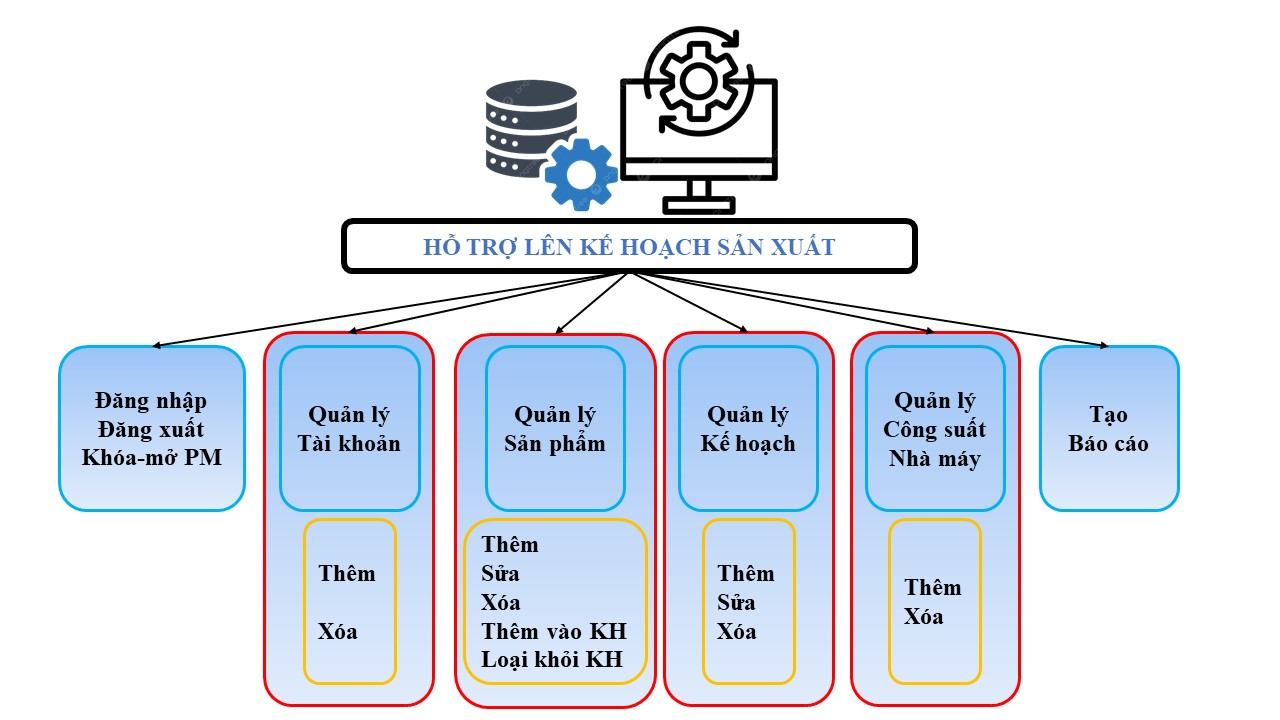 HỖ TRỢ LÊN KẾ HOẠCH SẢN XUẤT
Đăng nhập
Đăng xuất
Khóa-mở PM
Quản lý
Tài khoản
Thêm
Xóa
Quản lý
Sản phẩm
Thêm
Sửa
Xóa
Thêm vào KH
Loại khỏi KH
Quản lý
Kế hoạch
Thêm
Sửa
Xóa
Quản lý
Công suất
Nhà máy
Thêm
Xóa
Tạo
Báo cáo